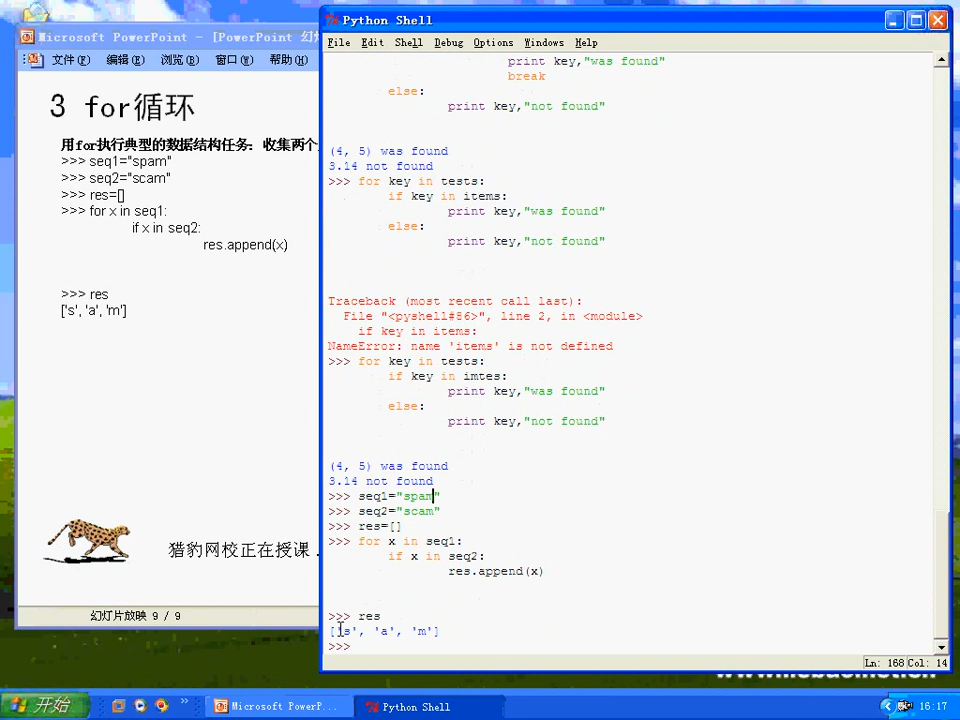 Microsoft PowerPoint - [PowerPoint 幻
文件(F) 编辑(E) 浏览(B) 窗口(W) 帮助(H)
3 for循环
用for执行典型的数据结构任务：收集两个
>>> seq1="spam"
>>> seq2="scam"
>>> res=[]
>>> for x in seq1:
if x in seq2:
res.append(x)
>>> res
['s', 'a', 'm']
猎豹网校正在授课 .
幻灯片放映 9 / 9
Python Shell
File Edit Shell Debug Options Windows Help
print key,"was found"
break
else:
print key,"not found"
(4, 5) was found
3.14 not found
>>> for key in tests:
if key in items:
print key,"was found"
else:
print key,"not found"
Traceback (most recent call last):
File "<pyshell#86>", line 2, in <module>
if key in items:
NameError: name 'items' is not defined
>>> for key in tests:
if key in imtes:
print key,"was found"
else:
print key,"not found"
(4, 5) was found
3.14 not found
>>> seq1="spam"
>>> seq2="scam"
>>> res=[]
>>> for x in seq1:
if x in seq2:
res.append(x)
>>> res
['s', 'a', 'm']
>>>
Ln: 168 Col: 14
开始 Microsoft PowerP... Python Shell 16:17